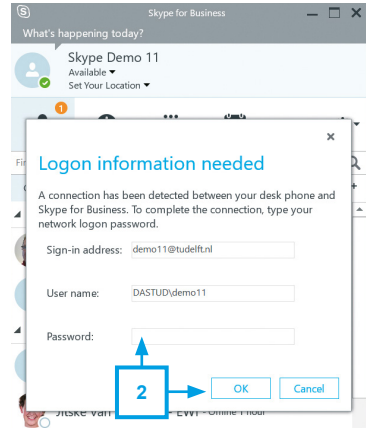 Skype for Business
What's happening today?
Skype Demo 11
Available
Set Your Location
1
Fin
Logon information needed
A connection has been detected between your desk phone and
Skype for Business. To complete the connection, type your
network logon password.
Sign-in address: demo11@tudelft.nl
User name: DASTUD\demo11
Password:
2
OK Cancel
Jitske van - EWI - Online 1 hour